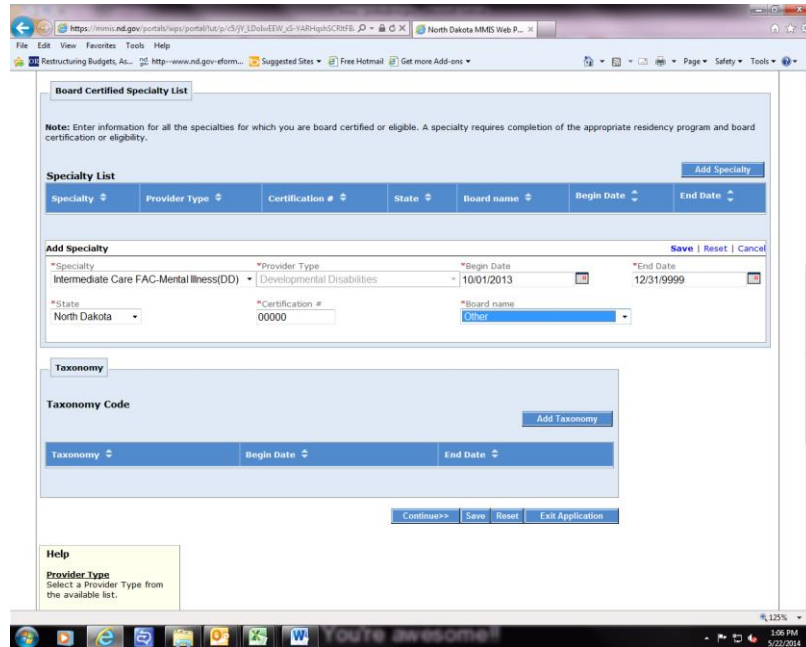 https://mmis.nd.gov/portals/wps/portal/!ut/p/c5/jY_LDolwEEW_xS-YARHqshSCRltFB.
North Dakota MMIS Web P...
File Edit View Favorites Tools Help
Restructuring Budgets, As... http--www.nd.gov-eform... Suggested Sites Free Hotmail Get more Add-ons Page Safety Tools
Board Certified Specialty List
Note: Enter information for all the specialties for which you are board certified or eligible. A specialty requires completion of the appropriate residency program and board
certification or eligibility.
Add Specialty
Specialty List
Specialty Provider Type Certification # State Board name Begin Date End Date
Add Specialty Save | Reset | Cancel
*Specialty *Provider Type *Begin Date *End Date
Intermediate Care FAC-Mental Illness(DD) Developmental Disabilities 10/01/2013 12/31/9999
*State *Certification # *Board name
North Dakota 00000 Other
Taxonomy
Taxonomy Code
Add Taxonomy
Taxonomy Begin Date End Date
Continue>> Save Reset Exit Application
Help
Provider Type
Select a Provider Type from
the available list.
125%
You're awesome!!
1:06 PM
5/22/2014